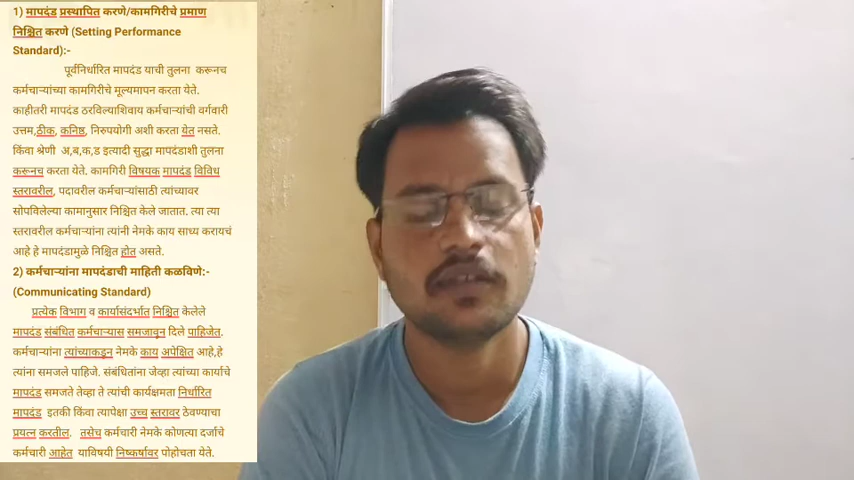 1) मापदंड प्रस्थापित करणे/कामगिरीचे प्रमाण
निश्चित करणे (Setting Performance
Standard):-
पूर्वनिर्धारित मापदंड याची तुलना करूनच
कर्मचाऱ्यांच्या कामगिरीचे मूल्यमापन करता येते.
काहीतरी मापदंड ठरविल्याशिवाय कर्मचाऱ्यांची वर्गवारी
उत्तम,ठीक, कनिष्ठ, निरुपयोगी अशी करता येत नसते.
किंवा श्रेणी अ,ब,क,ड इत्यादी सुद्धा मापदंडाशी तुलना
करूनच करता येते. कामगिरी विषयक मापदंड विविध
स्तरावरील, पदावरील कर्मचाऱ्यांसाठी त्यांच्यावर
सोपविलेल्या कामानुसार निश्चित केले जातात. त्या त्या
स्तरावरील कर्मचाऱ्यांना त्यांनी नेमके काय साध्य करायचं
आहे हे मापदंडामुळे निश्चित होत असते.
2) कर्मचाऱ्यांना मापदंडाची माहिती कळविणे:-
(Communicating Standard)
प्रत्येक विभाग व कार्यासंदर्भात निश्चित केलेले
मापदंड संबंधित कर्मचाऱ्यास समजावून दिले पाहिजेत.
कर्मचाऱ्यांना त्यांच्याकडून नेमके काय अपेक्षित आहे,हे
त्यांना समजले पाहिजे. संबंधितांना जेव्हा त्यांच्या कार्याचे
मापदंड समजते तेव्हा ते त्यांची कार्यक्षमता निर्धारित
मापदंड इतकी किंवा त्यापेक्षा उच्च स्तरावर ठेवण्याचा
प्रयत्न करतील. तसेच कर्मचारी नेमके कोणत्या दर्जाचे
कर्मचारी आहेत याविषयी निष्कर्षावर पोहोचता येते.